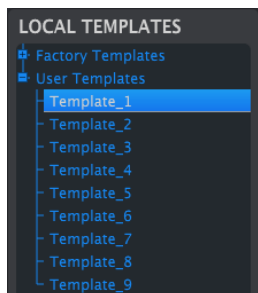 LOCAL TEMPLATES
Factory Templates
User Templates
Template_1
Template_2
Template_3
Template_4
Template_5
Template_6
Template_7
Template_8
Template_9